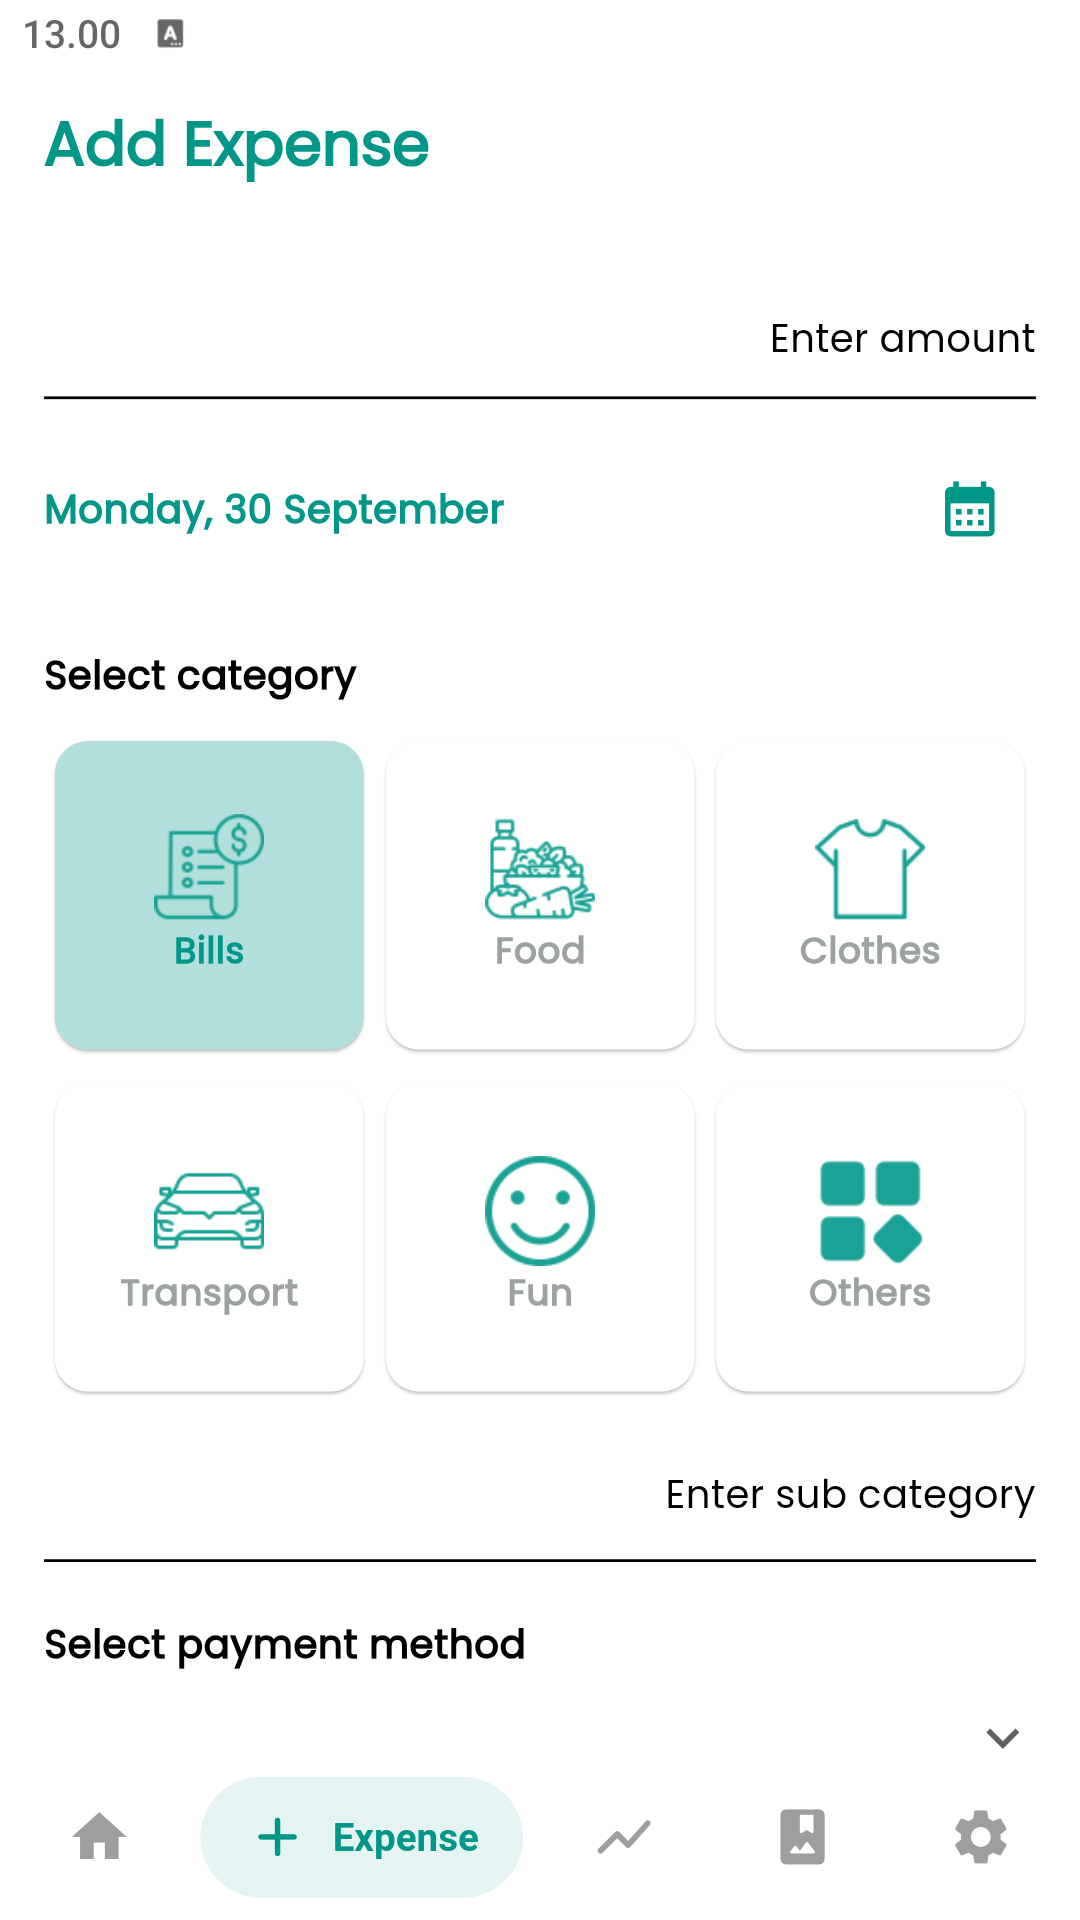 13.00 A
Add Expense
Enter amount
Monday, 30 September
Select category
Bills
Food
Clothes
Transport
Fun
Others
Enter sub category
Select payment method
Expense